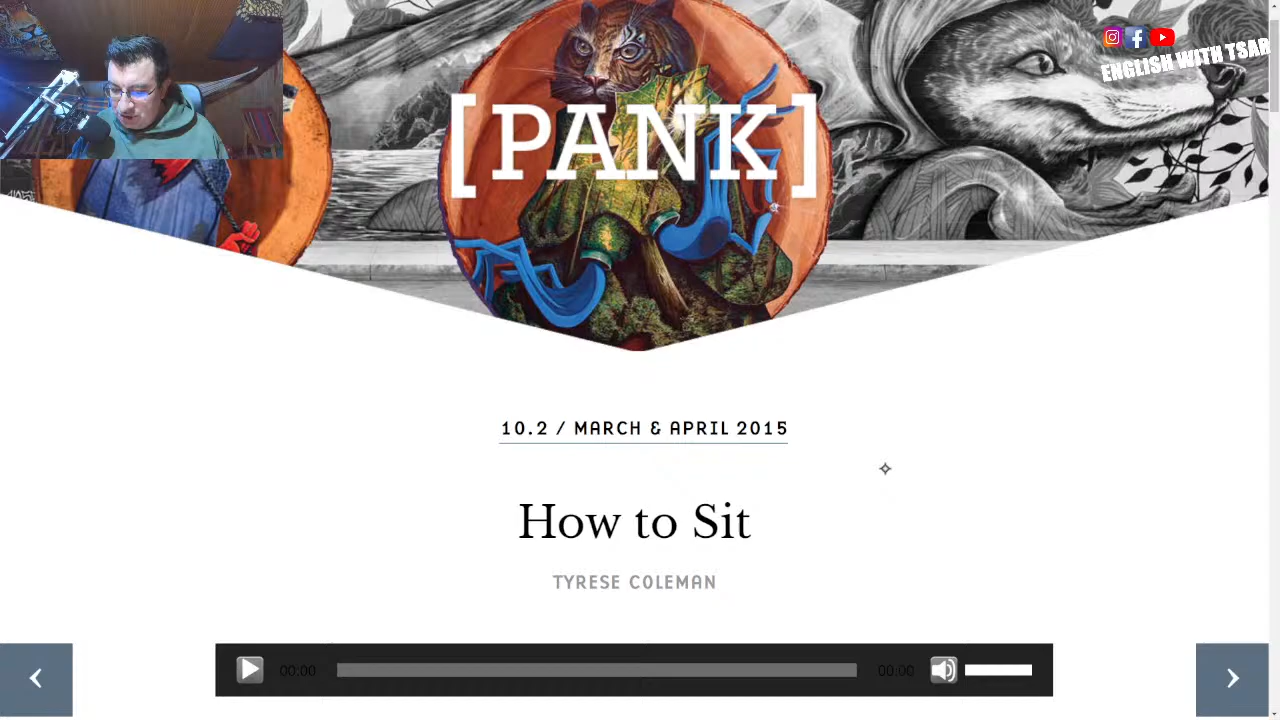 [PANK]
ENGLISH WITH TSAR
10.2 / MARCH & APRIL 2015
How to Sit
TYRESE COLEMAN
00:00
00:00